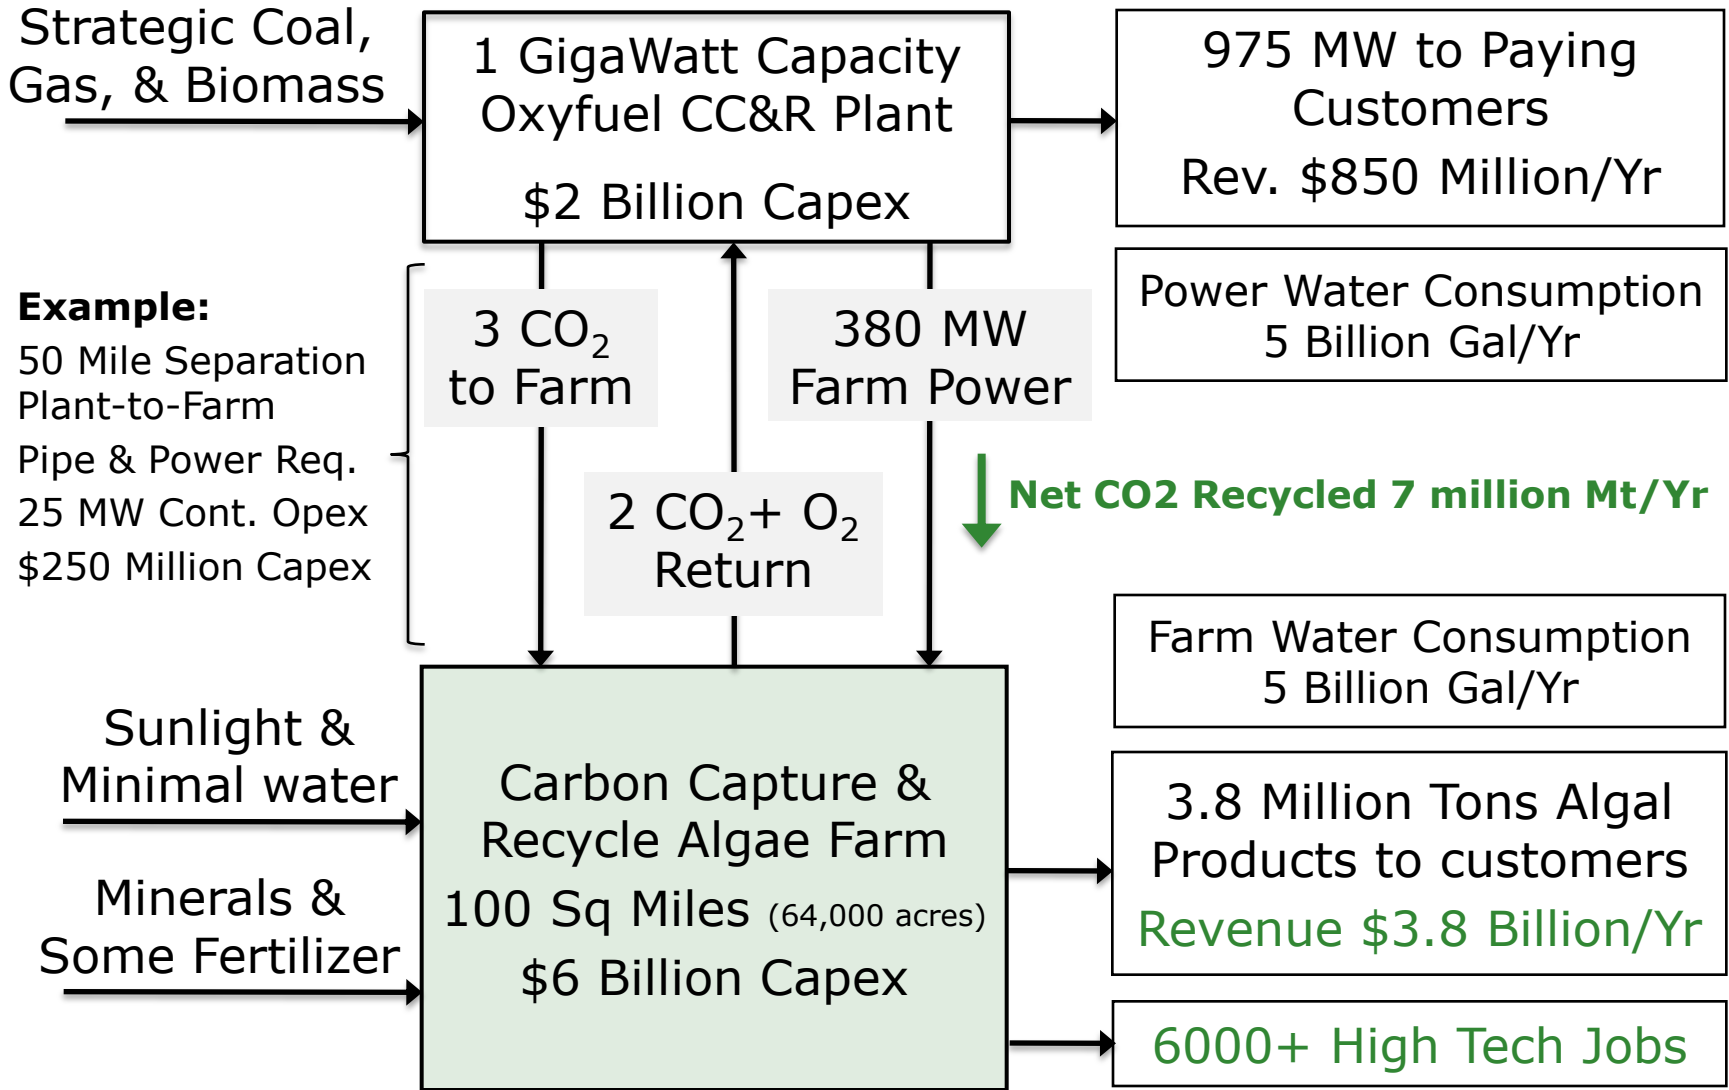 Strategic Coal,
Gas, & Biomass
1 GigaWatt Capacity
Oxyfuel CC&R Plant
$2 Billion Capex
975 MW to Paying
Customers
Rev. $850 Million/Yr
Power Water Consumption
5 Billion Gal/Yr
Example:
50 Mile Separation
Plant-to-Farm
Pipe & Power Req.
25 MW Cont. Opex
$250 Million Capex
3 CO₂
to Farm
380 MW
Farm Power
2 CO₂+ O₂
Return
Net CO2 Recycled 7 million Mt/Yr
Farm Water Consumption
5 Billion Gal/Yr
Sunlight &
Minimal water
Minerals &
Some Fertilizer
Carbon Capture &
Recycle Algae Farm
100 Sq Miles (64,000 acres)
$6 Billion Capex
3.8 Million Tons Algal
Products to customers
Revenue $3.8 Billion/Yr
6000+ High Tech Jobs